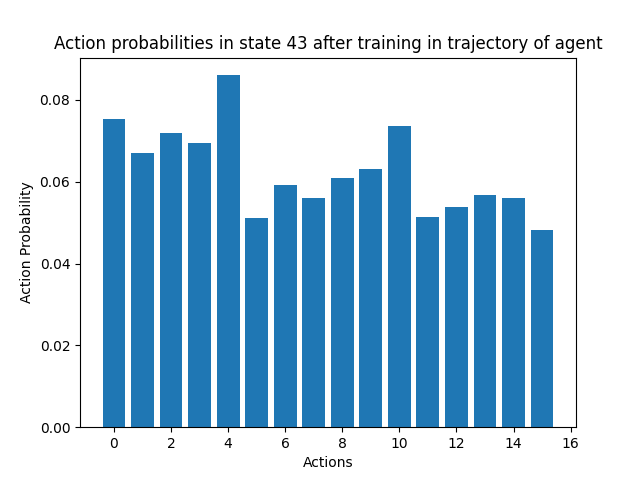 Action probabilities in state 43 after training in trajectory of agent
0.08
0.06
0.04
0.02
0.00
Action Probability
0 2 4 6 8 10 12 14 16
Actions